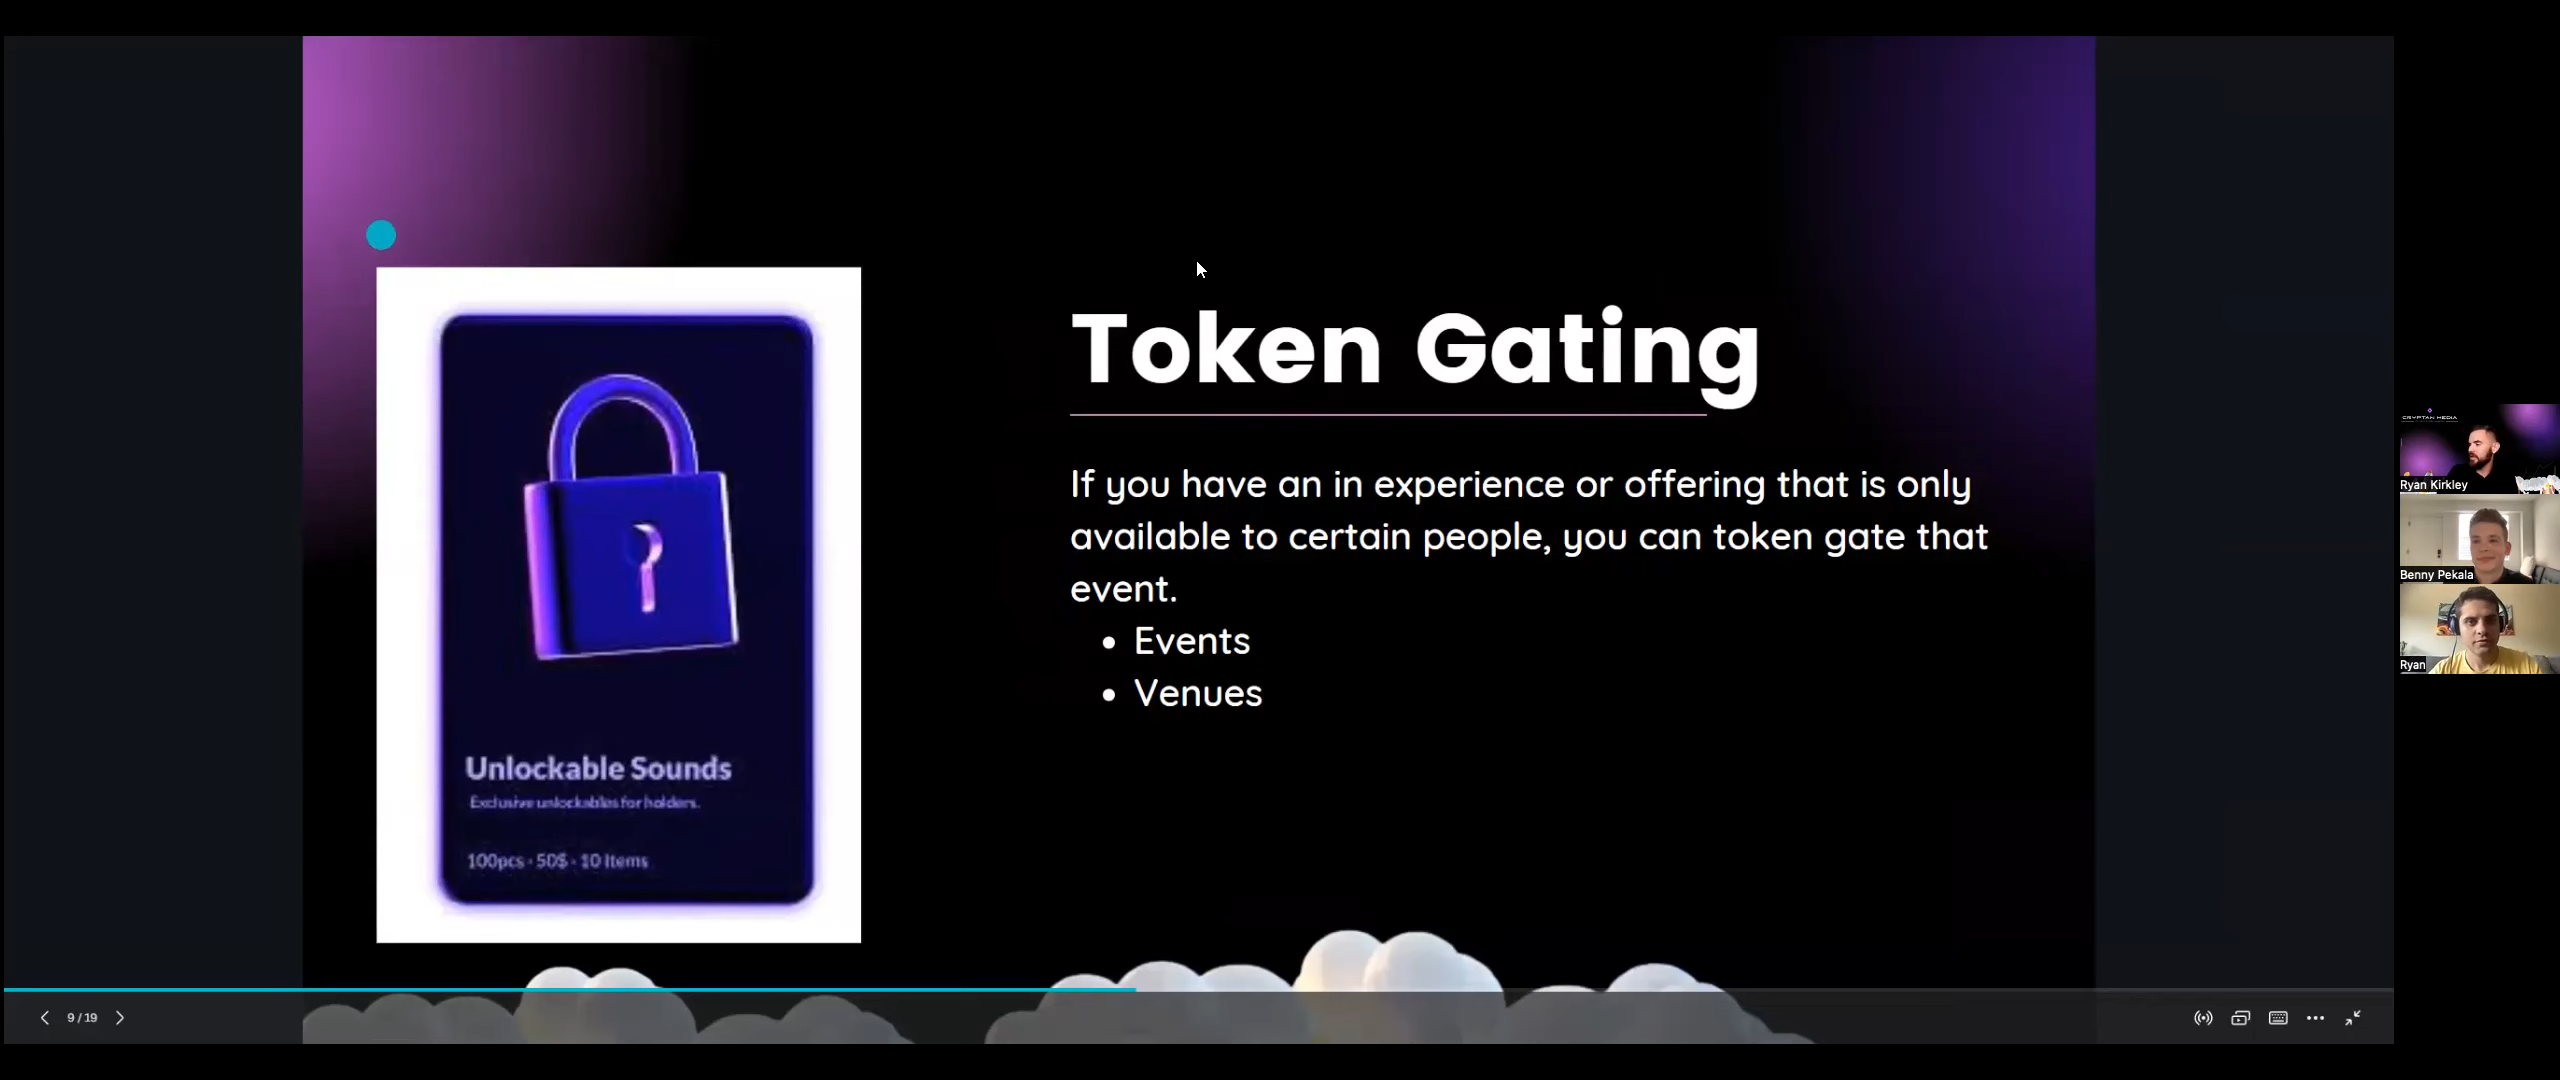 Token Gating
If you have an in experience or offering that is only
available to certain people, you can token gate that
event.
• Events
• Venues
Unlockable Sounds
Exclusive unlockables for holders.
100pcs · 50$ · 10 Items
9 / 19
CRYPTAN MEDIA
Ryan Kirkley
Benny Pekala
Ryan